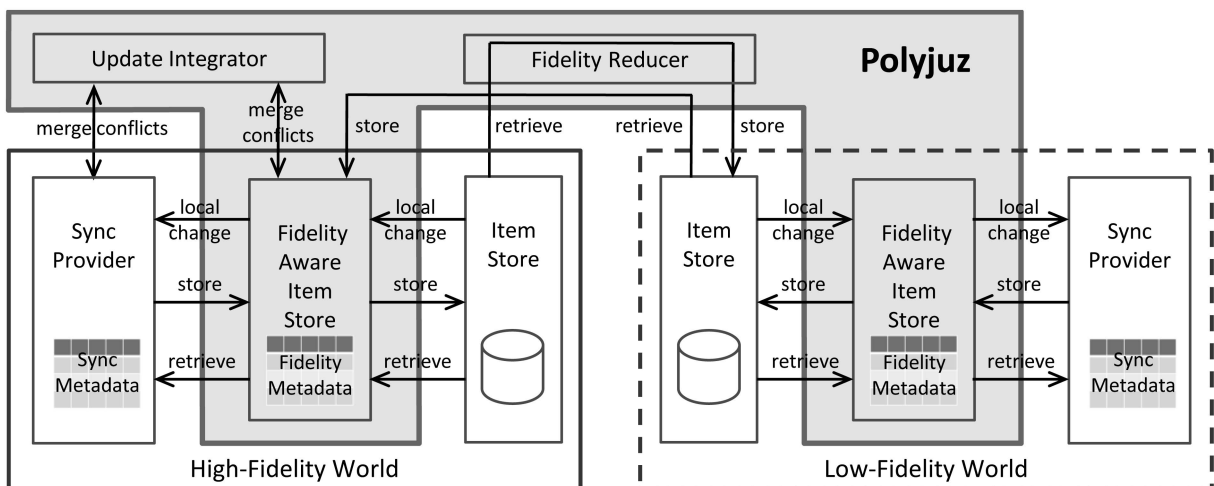 Polyjuz
Update Integrator
Fidelity Reducer
merge conflicts
merge
conflicts
store
retrieve
retrieve
store
Sync
Provider
Sync
Metadata
local
change
store
retrieve
Fidelity
Aware
Item
Store
Fidelity
Metadata
local
change
store
retrieve
Item
Store
High-Fidelity World
Item
Store
local
change
store
retrieve
Fidelity
Aware
Item
Store
Fidelity
Metadata
local
change
store
retrieve
Sync
Provider
Sync
Metadata
Low-Fidelity World